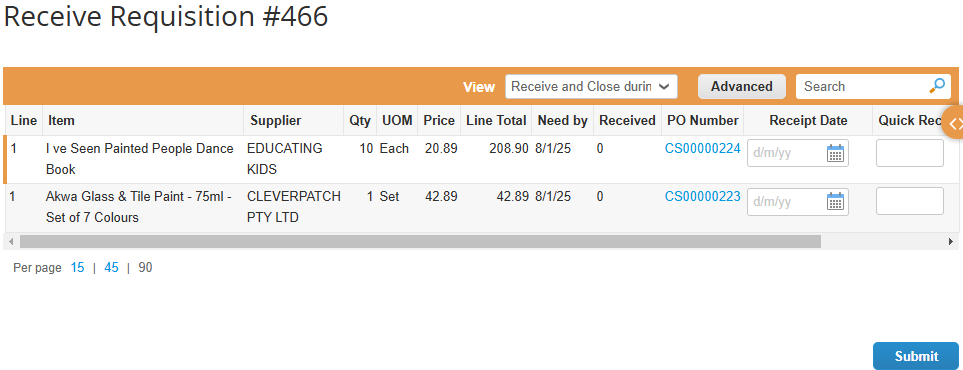 Receive Requisition #466
View Receive and Close durin Advanced Search
Line Item Supplier Qty UOM Price Line Total Need by Received PO Number Receipt Date Quick Rec
1 I ve Seen Painted People Dance EDUCATING 10 Each 20.89 208.90 8/1/25 0 CS00000224 d/m/yy
Book KIDS
1 Akwa Glass & Tile Paint - 75ml - CLEVERPATCH 1 Set 42.89 42.89 8/1/25 0 CS00000223 d/m/yy
Set of 7 Colours PTY LTD
Per page 15 | 45 | 90
Submit